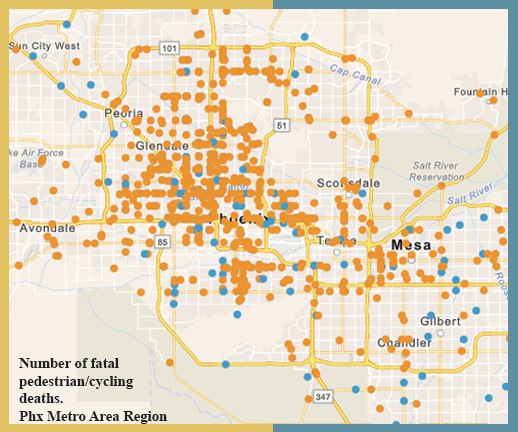 Sun City West
101
Cap Canal
Fountain H
Peoria
51
Glendale
ke Air Force
Base
Salt River
Reservation
Scottsdale
Salt River
Phoenix
Avondale
85
Mesa
Gilbert
Chandler
Number of fatal
pedestrian/cycling
deaths.
Phx Metro Area Region
347